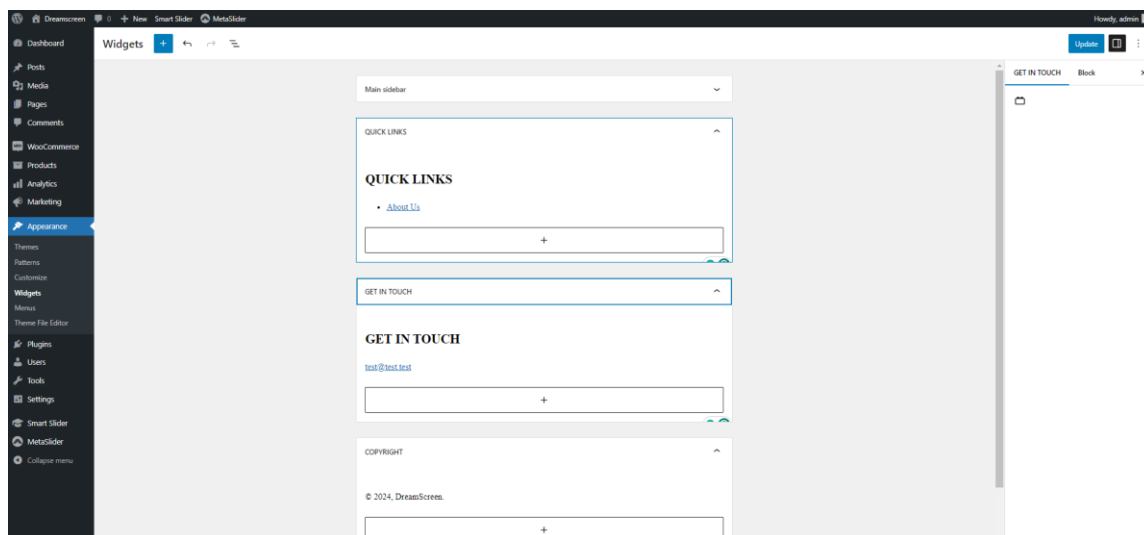 Dreamscreen 0 + New Smart Slider MetaSlider Howdy, admin
Dashboard
Posts
Media
Pages
Comments
WooCommerce
Products
Analytics
Marketing
Appearance
Themes
Patterns
Customize
Widgets
Menus
Theme File Editor
Plugins
Users
Tools
Settings
Smart Slider
MetaSlider
Collapse menu
Widgets Update
Main sidebar
QUICK LINKS
QUICK LINKS
• About Us
GET IN TOUCH
GET IN TOUCH
test@test.test
COPYRIGHT
© 2024, DreamScreen.
GET IN TOUCH Block